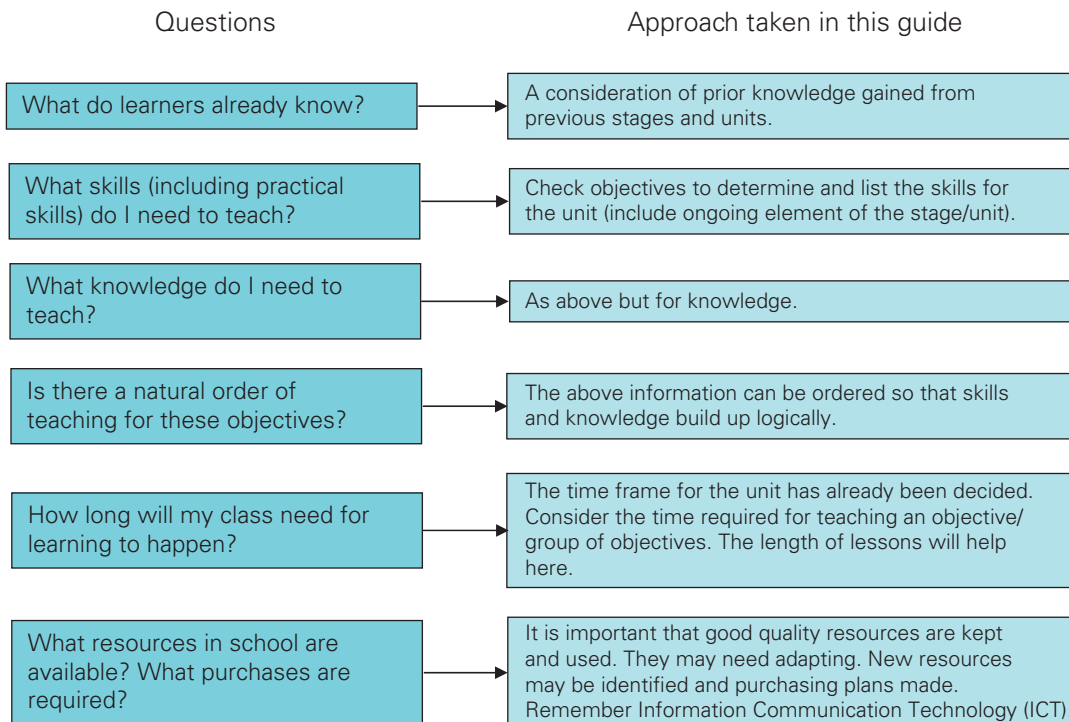 Questions
Approach taken in this guide
What do learners already know?
A consideration of prior knowledge gained from
previous stages and units.
What skills (including practical
skills) do I need to teach?
Check objectives to determine and list the skills for
the unit (include ongoing element of the stage/unit).
What knowledge do I need to
teach?
As above but for knowledge.
Is there a natural order of
teaching for these objectives?
The above information can be ordered so that skills
and knowledge build up logically.
How long will my class need for
learning to happen?
The time frame for the unit has already been decided.
Consider the time required for teaching an objective/
group of objectives. The length of lessons will help
here.
What resources in school are
available? What purchases are
required?
It is important that good quality resources are kept
and used. They may need adapting. New resources
may be identified and purchasing plans made.
Remember Information Communication Technology (ICT)